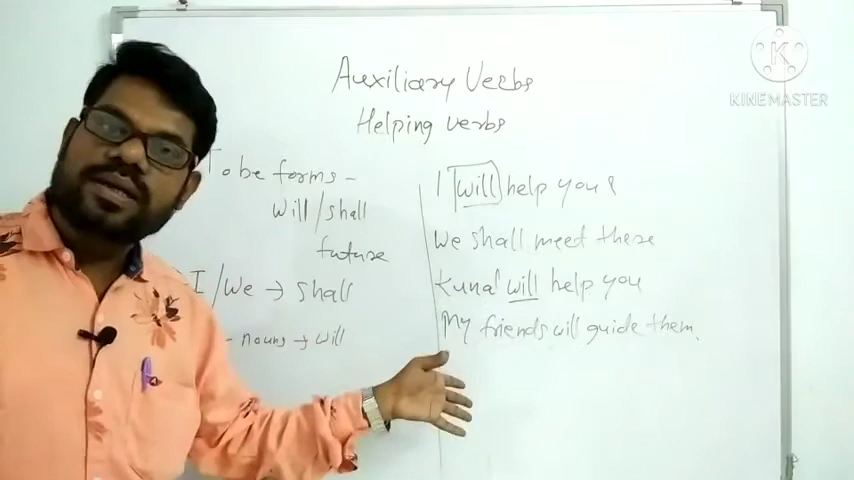 Auxiliary Verbs
Helping verbs
To be forms -
will/shall
future
I/We → shall
- nouns → will
I will help you
We shall meet there
Kunal will help you
My friends will guide them.
KINEMASTER